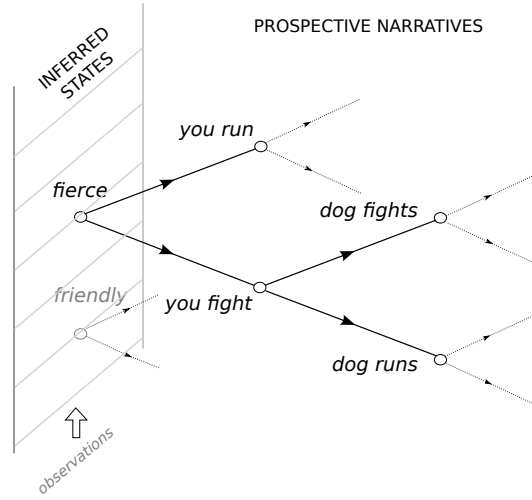 PROSPECTIVE NARRATIVES
INFERRED
STATES
you run
fierce
dog fights
friendly
you fight
dog runs
observations